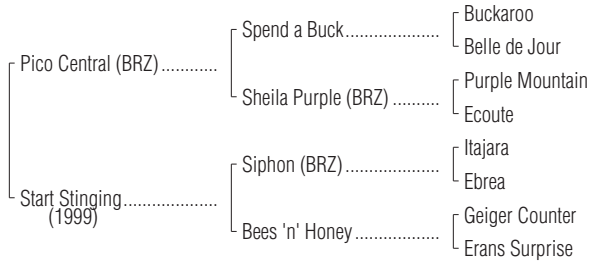 Pico Central (BRZ)............
Start Stinging....................
(1999)
Spend a Buck....................
Sheila Purple (BRZ) ..........
Siphon (BRZ)....................
Bees 'n' Honey ..................
Buckaroo
Belle de Jour
Purple Mountain
Ecoute
Itajara
Ebrea
Geiger Counter
Erans Surprise